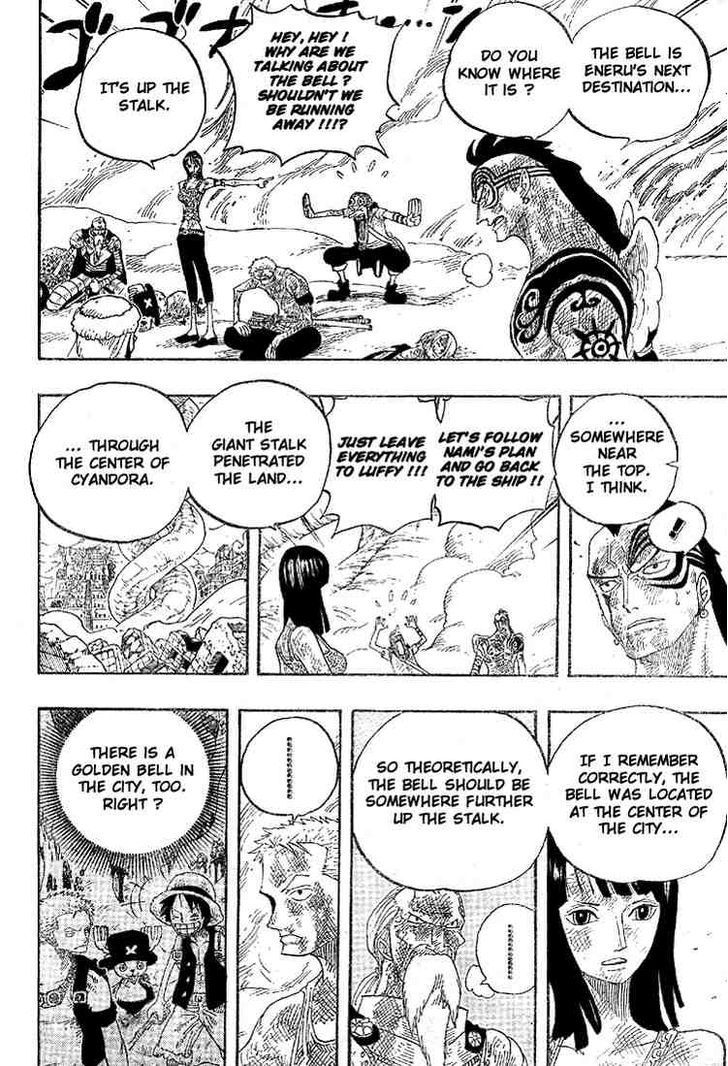 THE BELL IS
ENERU'S NEXT
DESTINATION...
DO YOU
KNOW WHERE
IT IS ?
HEY, HEY !
WHY ARE WE
TALKING ABOUT
THE BELL ?
SHOULDN'T WE
BE RUNNING
AWAY !!!?
IT'S UP THE
STALK.
ゴゴゴ
...
SOMEWHERE
NEAR
THE TOP.
I THINK.
!!
LET'S FOLLOW
NAMI'S PLAN
AND GO BACK
TO THE SHIP !!
JUST LEAVE
EVERYTHING
TO LUFFY !!!
THE
GIANT STALK
PENETRATED
THE LAND...
... THROUGH
THE CENTER OF
CYANDORA.
IF I REMEMBER
CORRECTLY, THE
BELL WAS LOCATED
AT THE CENTER OF
THE CITY...
SO THEORETICALLY,
THE BELL SHOULD BE
SOMEWHERE FURTHER
UP THE STALK.
.........
.........
THERE IS A
GOLDEN BELL IN
THE CITY, TOO.
RIGHT ?